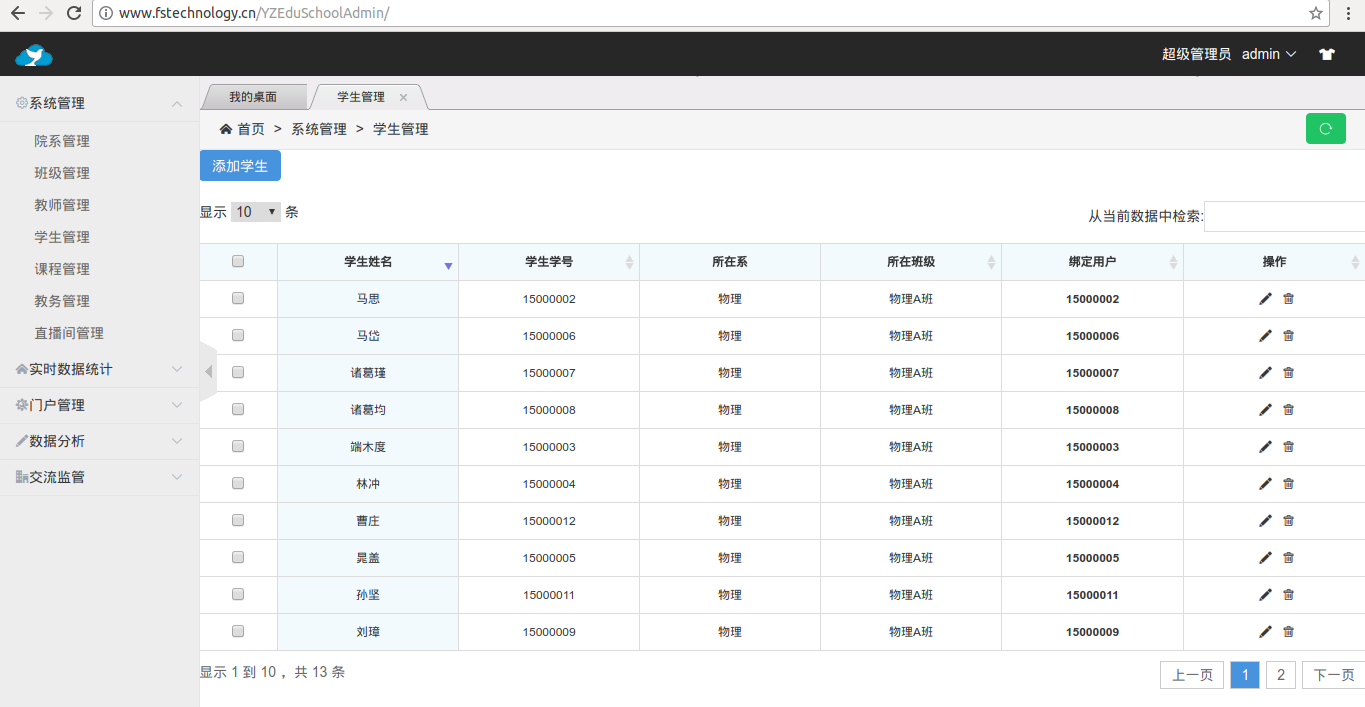 www.fstechnology.cn/YZEduSchoolAdmin/
超级管理员 admin
系统管理
院系管理
班级管理
教师管理
学生管理
课程管理
教务管理
直播间管理
实时数据统计
门户管理
数据分析
交流监管
我的桌面 学生管理
首页 > 系统管理 > 学生管理
添加学生
显示 10 条 从当前数据中检索:
学生姓名 学生学号 所在系 所在班级 绑定用户 操作
马思 15000002 物理 物理A班 15000002
马岱 15000006 物理 物理A班 15000006
诸葛瑾 15000007 物理 物理A班 15000007
诸葛均 15000008 物理 物理A班 15000008
端木度 15000003 物理 物理A班 15000003
林冲 15000004 物理 物理A班 15000004
曹庄 15000012 物理 物理A班 15000012
晁盖 15000005 物理 物理A班 15000005
孙坚 15000011 物理 物理A班 15000011
刘璋 15000009 物理 物理A班 15000009
显示 1 到 10 ，共 13 条 上一页 1 2 下一页